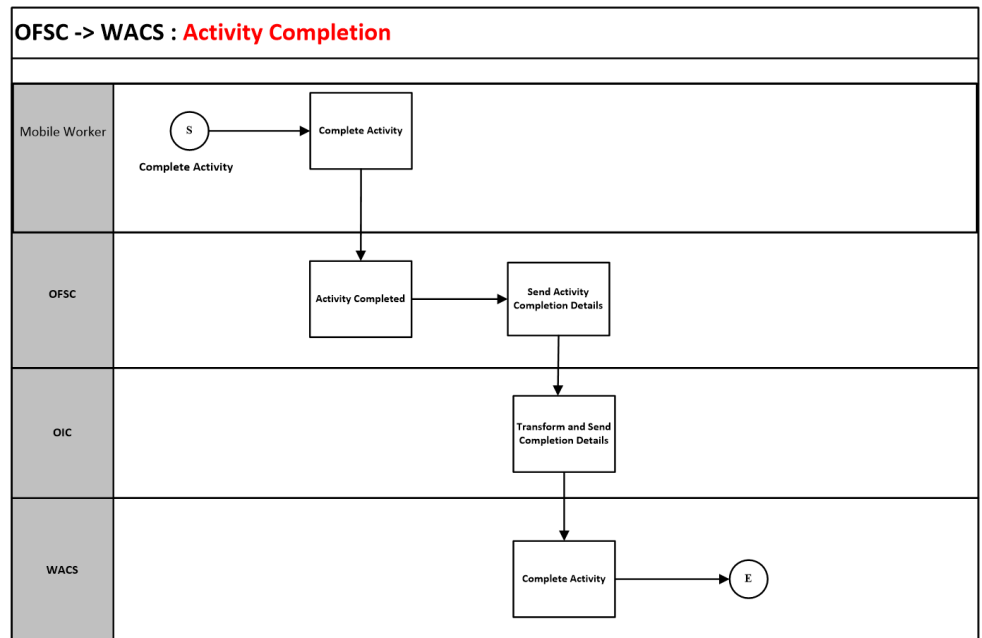 OFSC -> WACS : Activity Completion
Mobile Worker
S
Complete Activity
Complete Activity
OFSC
Activity Completed
Send Activity
Completion Details
OIC
Transform and Send
Completion Details
WACS
Complete Activity
E